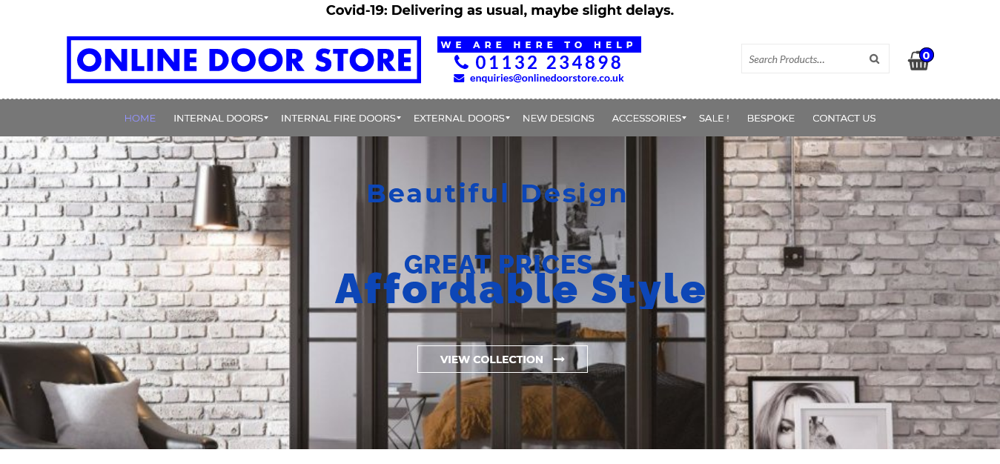 Covid-19: Delivering as usual, maybe slight delays.
ONLINE DOOR STORE
WE ARE HERE TO HELP
01132 234898
enquiries@onlinedoorstore.co.uk
Search Products...
0
HOME INTERNAL DOORS INTERNAL FIRE DOORS EXTERNAL DOORS NEW DESIGNS ACCESSORIES SALE ! BESPOKE CONTACT US
Beautiful Design
GREAT PRICES
Affordable Style
VIEW COLLECTION